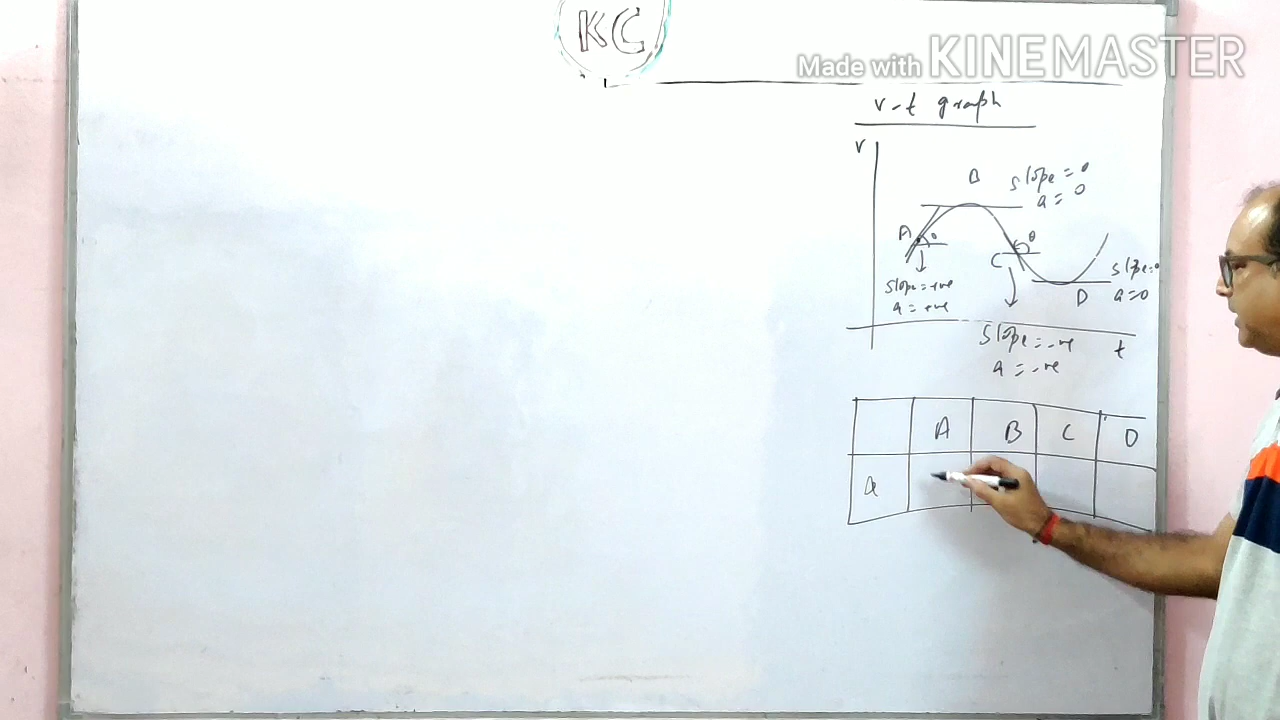 KC
Made with KINEMASTER
v-t graph
v
B
slope = 0
a = 0
A
θ
θ
C
slope = +ve
a = +ve
slope = 0
D
a = 0
slope = -ve
t
a = -ve
A B C D
a